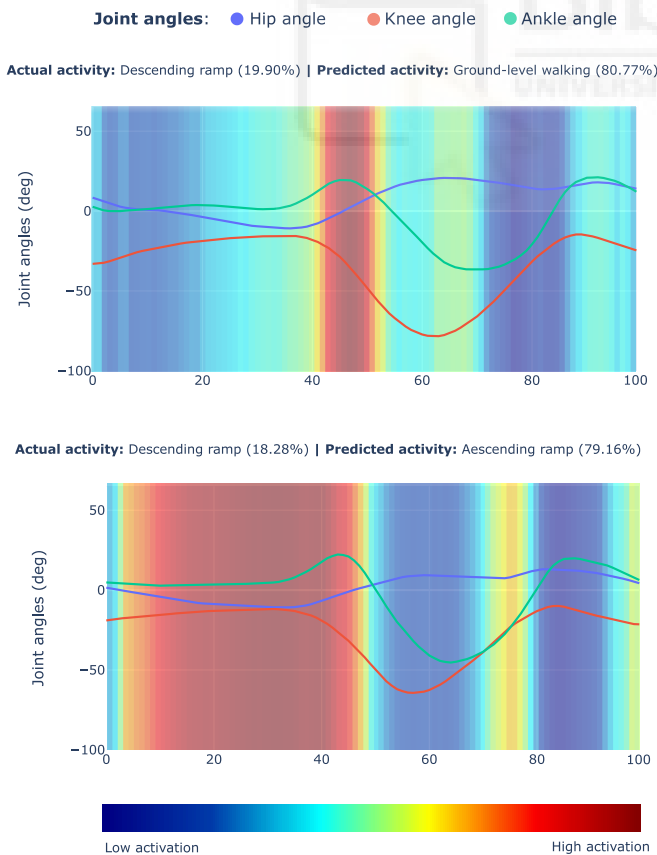 Joint angles: Hip angle Knee angle Ankle angle
Actual activity: Descending ramp (19.90%) | Predicted activity: Ground-level walking (80.77%)
50
0
−50
−100
Joint angles (deg)
0 20 40 60 80 100
Actual activity: Descending ramp (18.28%) | Predicted activity: Aescending ramp (79.16%)
50
0
−50
−100
Joint angles (deg)
0 20 40 60 80 100
Low activation High activation